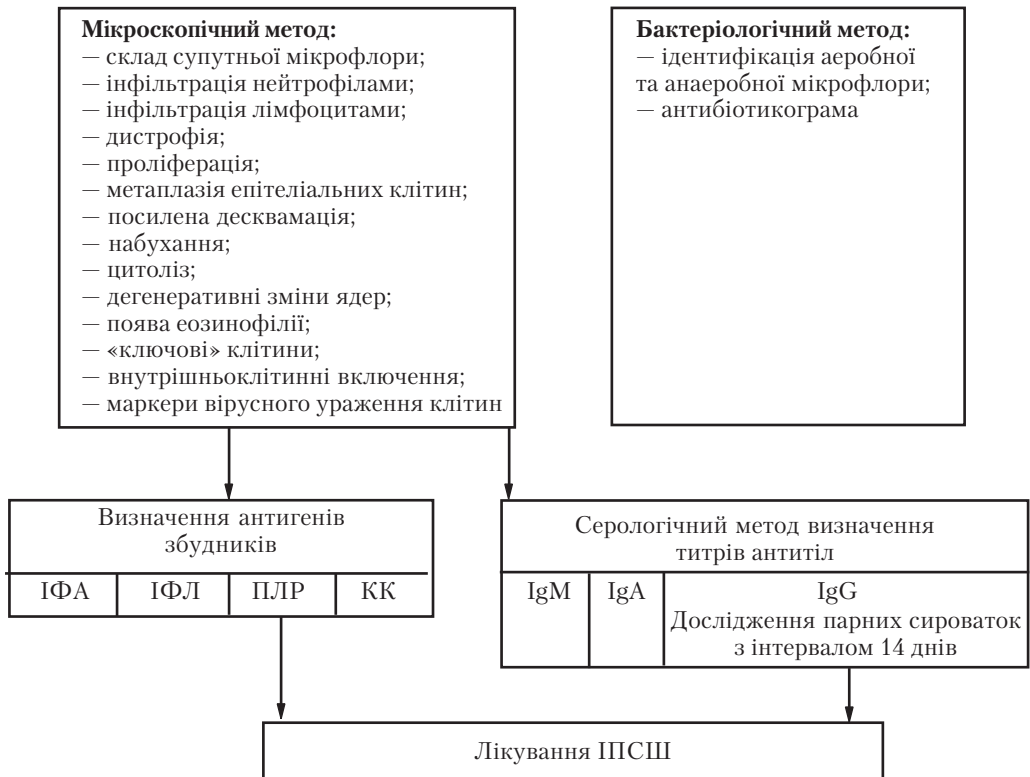 Мікроскопічний метод:
— склад супутньої мікрофлори;
— інфільтрація нейтрофілами;
— інфільтрація лімфоцитами;
— дистрофія;
— проліферація;
— метаплазія епітеліальних клітин;
— посилена десквамація;
— набухання;
— цитоліз;
— дегенеративні зміни ядер;
— поява еозинофілії;
— «ключові» клітини;
— внутрішньоклітинні включення;
— маркери вірусного ураження клітин
Бактеріологічний метод:
— ідентифікація аеробної
та анаеробної мікрофлори;
— антибіотикограма
Визначення антигенів
збудників
ІФА ІФЛ ПЛР КК
Серологічний метод визначення
титрів антитіл
IgM IgA IgG
Дослідження парних сироваток
з інтервалом 14 днів
Лікування ІПСШ